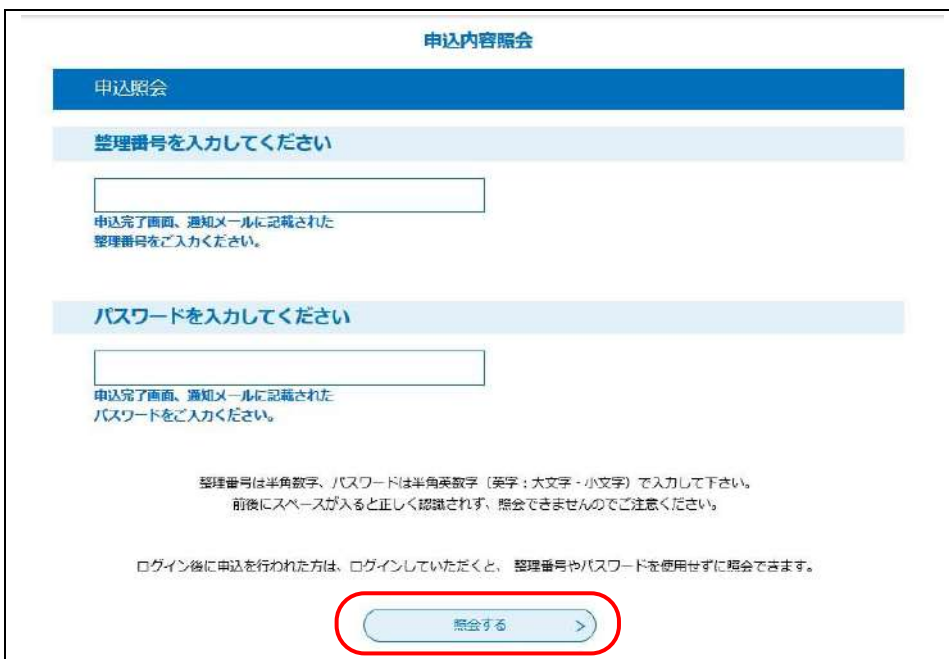 申込内容照会
申込照会
整理番号を入力してください
申込完了画面、通知メールに記載された
整理番号をご入力ください。
パスワードを入力してください
申込完了画面、通知メールに記載された
パスワードをご入力ください。
整理番号は半角数字、パスワードは半角英数字（英字：大文字・小文字）で入力して下さい。
前後にスペースが入ると正しく認識されず、照会できませんのでご注意ください。
ログイン後に申込を行われた方は、ログインしていただくと、 整理番号やパスワードを使用せずに照会できます。
照会する >